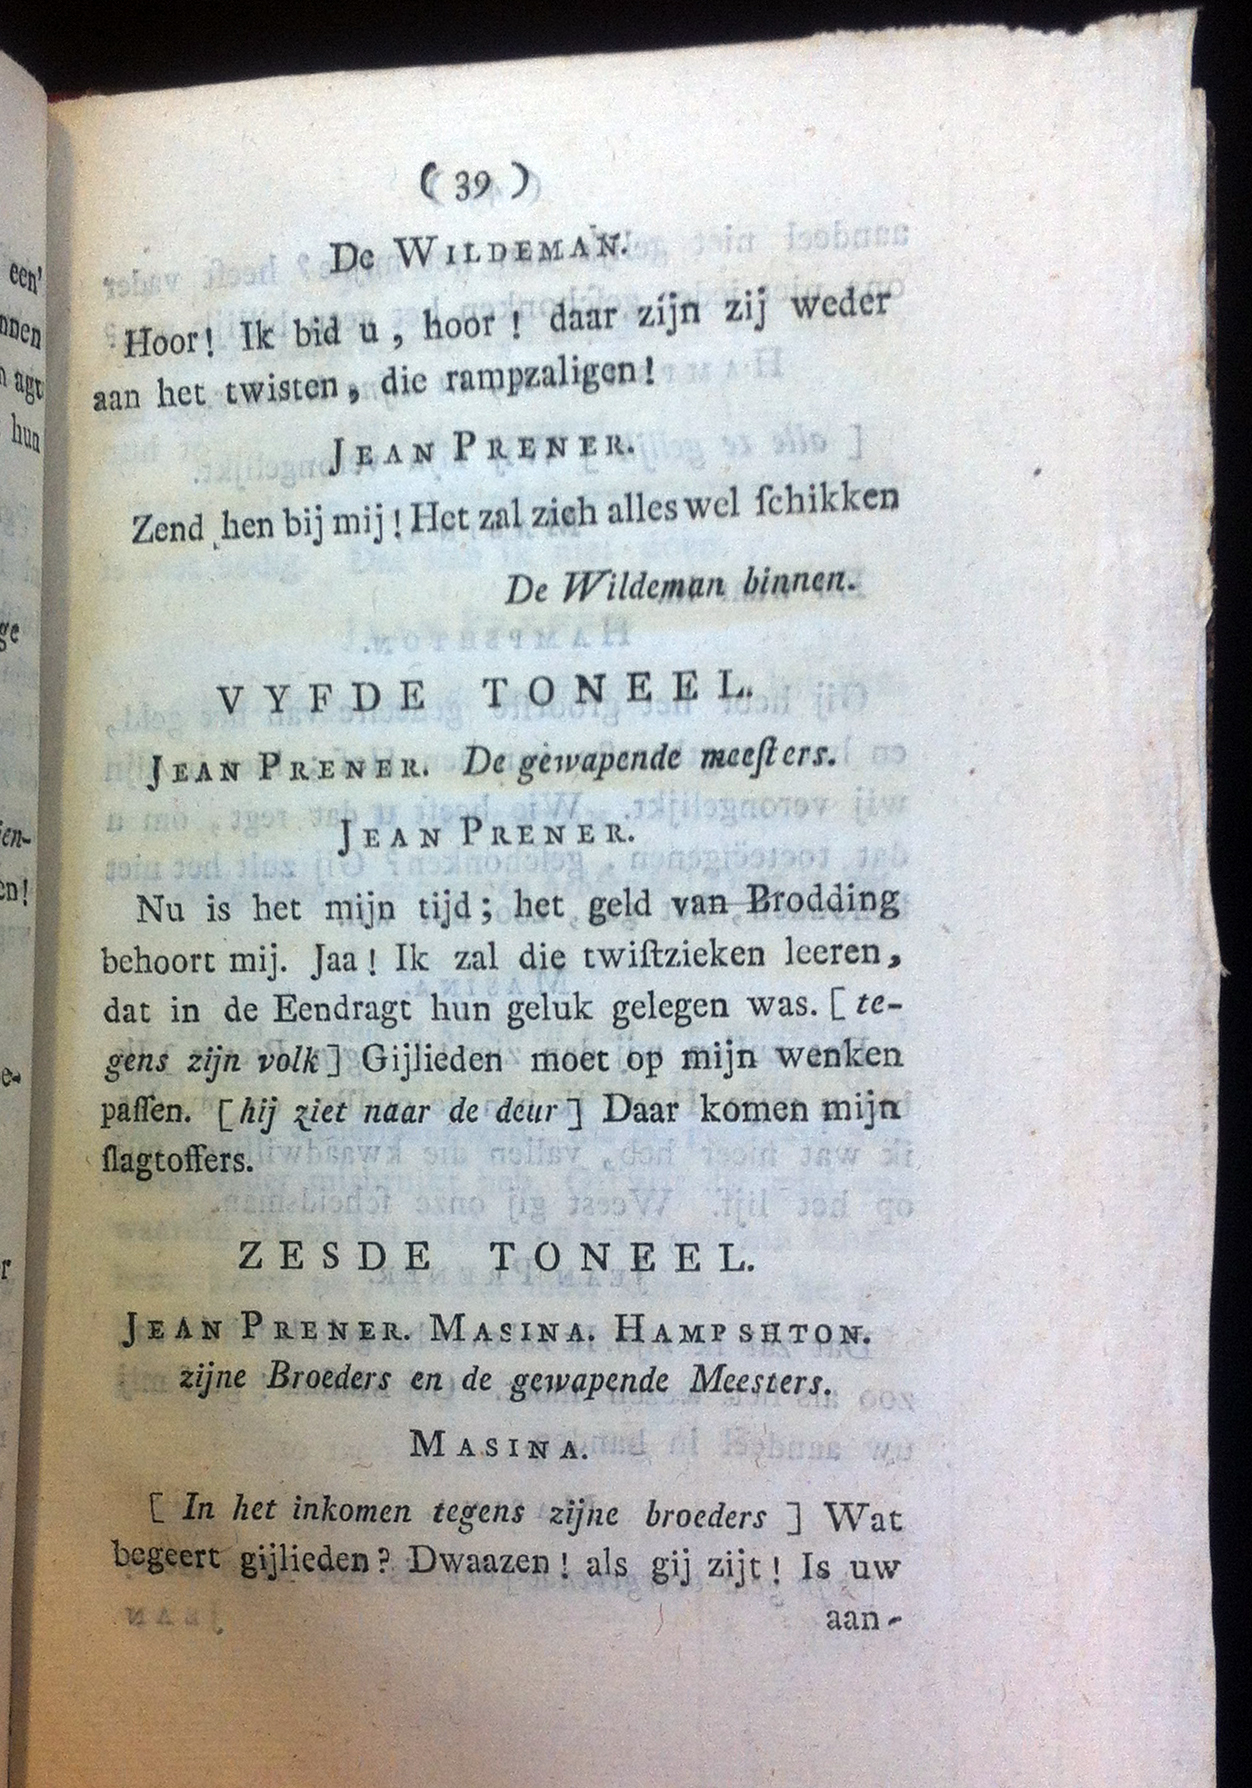 ( 39 )
De WILDEMAN.
Hoor! Ik bid u, hoor! daar zijn zij weder
aan het twisten, die rampzaligen!
JEAN PRENER.
Zend hen bij mij! Het zal zich alles wel ſchikken
De Wildeman binnen.
VYFDE TONEEL.
JEAN PRENER. De gewapende meeſters.
JEAN PRENER.
Nu is het mijn tijd; het geld van Brodding
behoort mij. Jaa! Ik zal die twiſtzieken leeren,
dat in de Eendragt hun geluk gelegen was. [te-
gens zijn volk] Gijlieden moet op mijn wenken
paſſen. [hij ziet naar de deur] Daar komen mijn
ſlagtoffers.
ZESDE TONEEL.
JEAN PRENER. MASINA. HAMPSHTON.
zijne Broeders en de gewapende Meesters.
MASINA.
[ In het inkomen tegens zijne broeders ] Wat
begeert gijlieden? Dwaazen! als gij zijt! Is uw
aan-